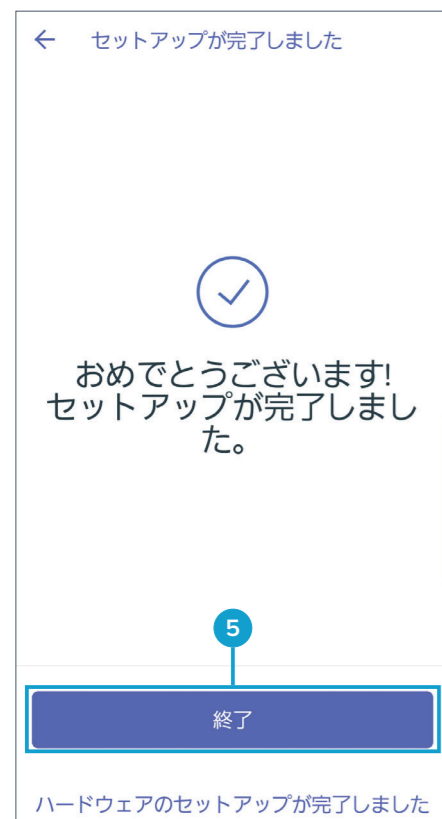 セットアップが完了しました
おめでとうございます!
セットアップが完了しまし
た。
5
終了
ハードウェアのセットアップが完了しました